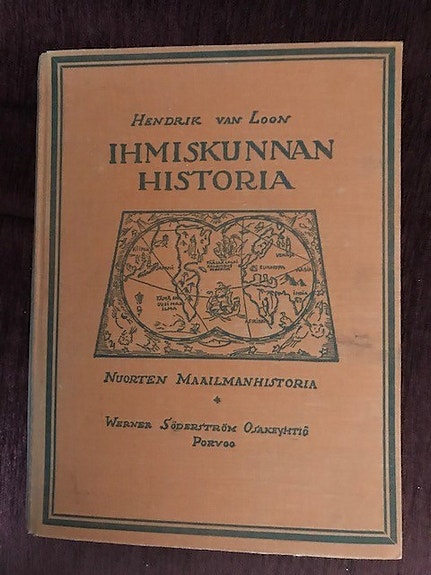 HENDRIK VAN LOON
IHMISKUNNAN
HISTORIA
NUORTEN MAAILMANHISTORIA
*
WERNER SÖDERSTRÖM OSAKEYHTIÖ
PORVOO